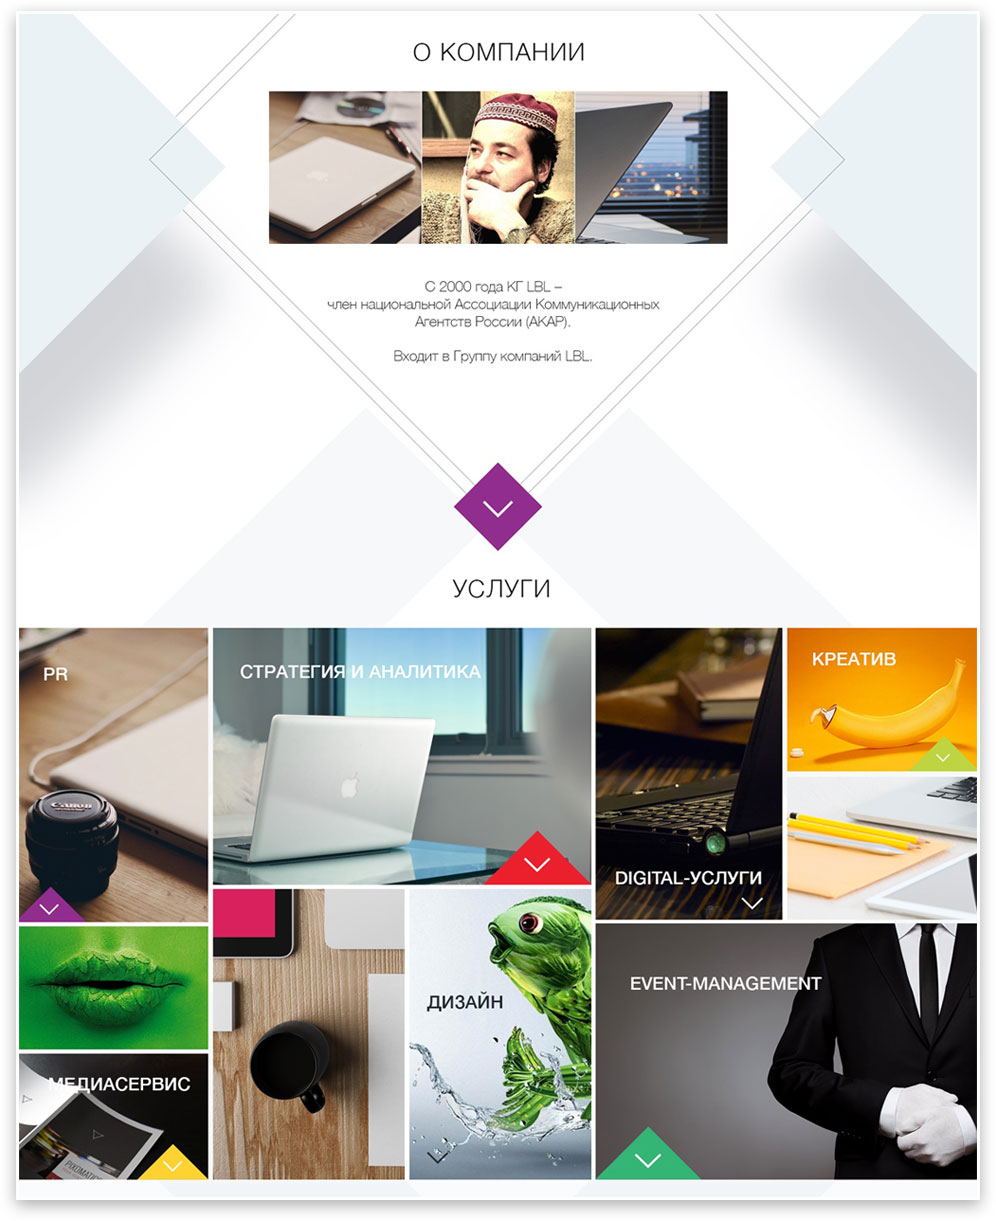 О КОМПАНИИ
С 2000 года КГ LBL –
член национальной Ассоциации Коммуникационных
Агентств России (АКАР).
Входит в Группу компаний LBL.
УСЛУГИ
PR
СТРАТЕГИЯ И АНАЛИТИКА
КРЕАТИВ
Canon
DIGITAL-УСЛУГИ
ДИЗАЙН
EVENT-MANAGEMENT
МЕДИАСЕРВИС